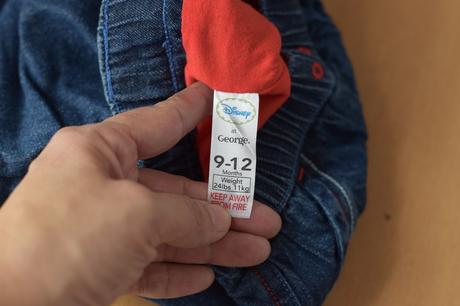 Disney
at
George.
9-12
Months
Weight
24lbs 11kg
KEEP AWAY
FROM FIRE